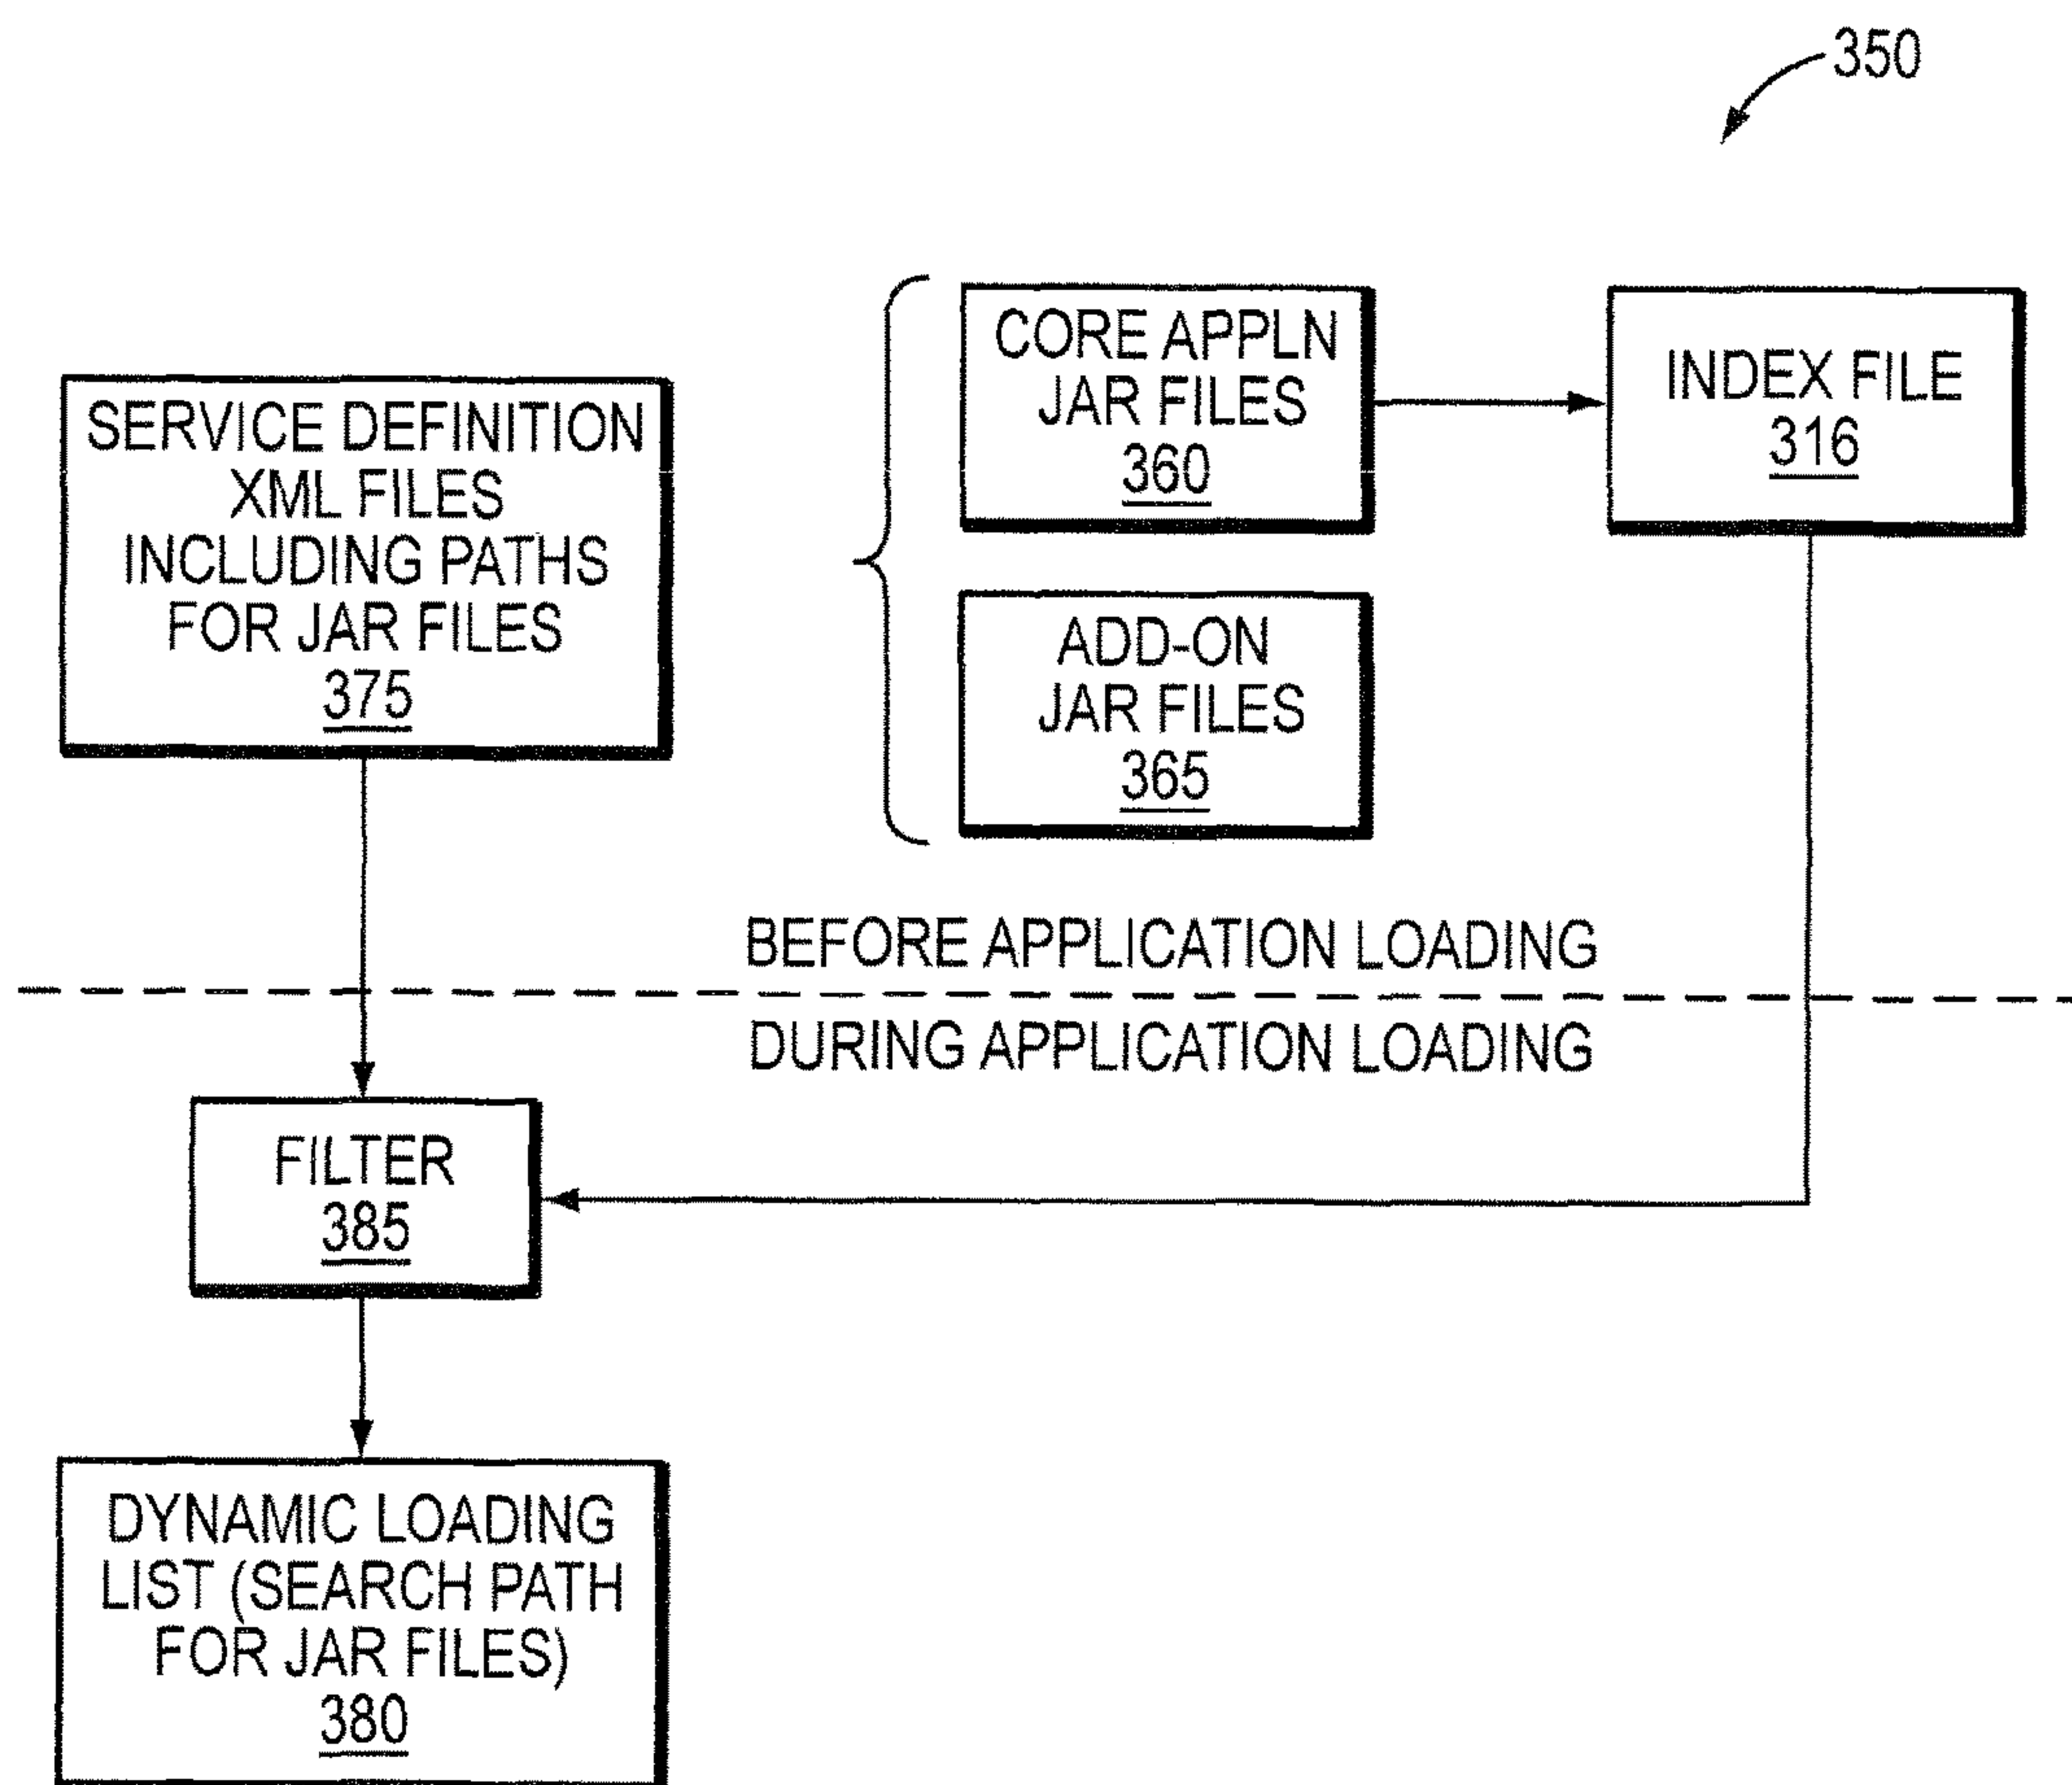 350
SERVICE DEFINITION
XML FILES
INCLUDING PATHS
FOR JAR FILES
375
CORE APPLN
JAR FILES
360
INDEX FILE
316
ADD-ON
JAR FILES
365
BEFORE APPLICATION LOADING
DURING APPLICATION LOADING
FILTER
385
DYNAMIC LOADING
LIST (SEARCH PATH
FOR JAR FILES)
380